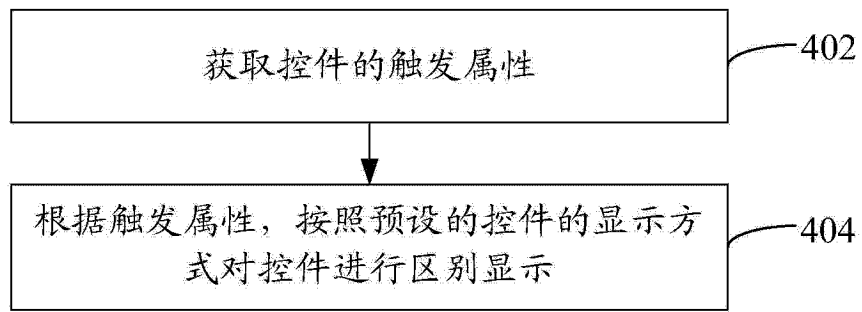 获取控件的触发属性
402
根据触发属性，按照预设的控件的显示方
式对控件进行区别显示
404